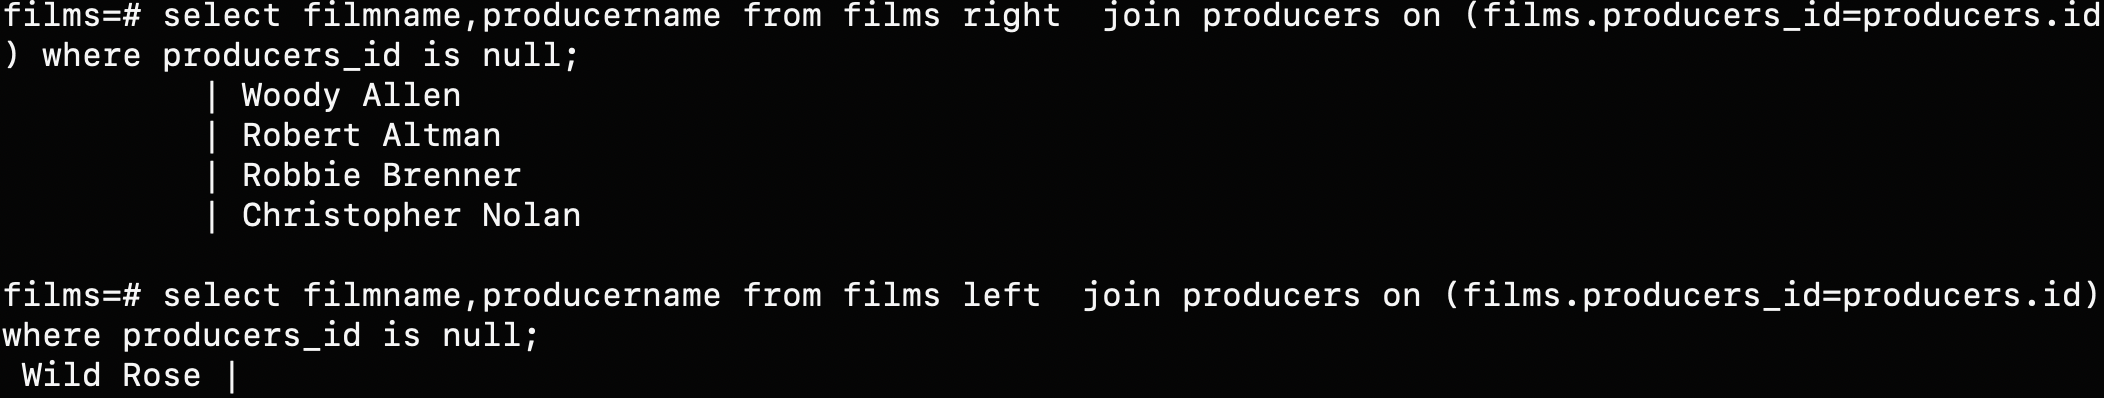 films=# select filmname,producername from films right  join producers on (films.producers_id=producers.id
) where producers_id is null;
          | Woody Allen
          | Robert Altman
          | Robbie Brenner
          | Christopher Nolan

films=# select filmname,producername from films left  join producers on (films.producers_id=producers.id)
where producers_id is null;
 Wild Rose |